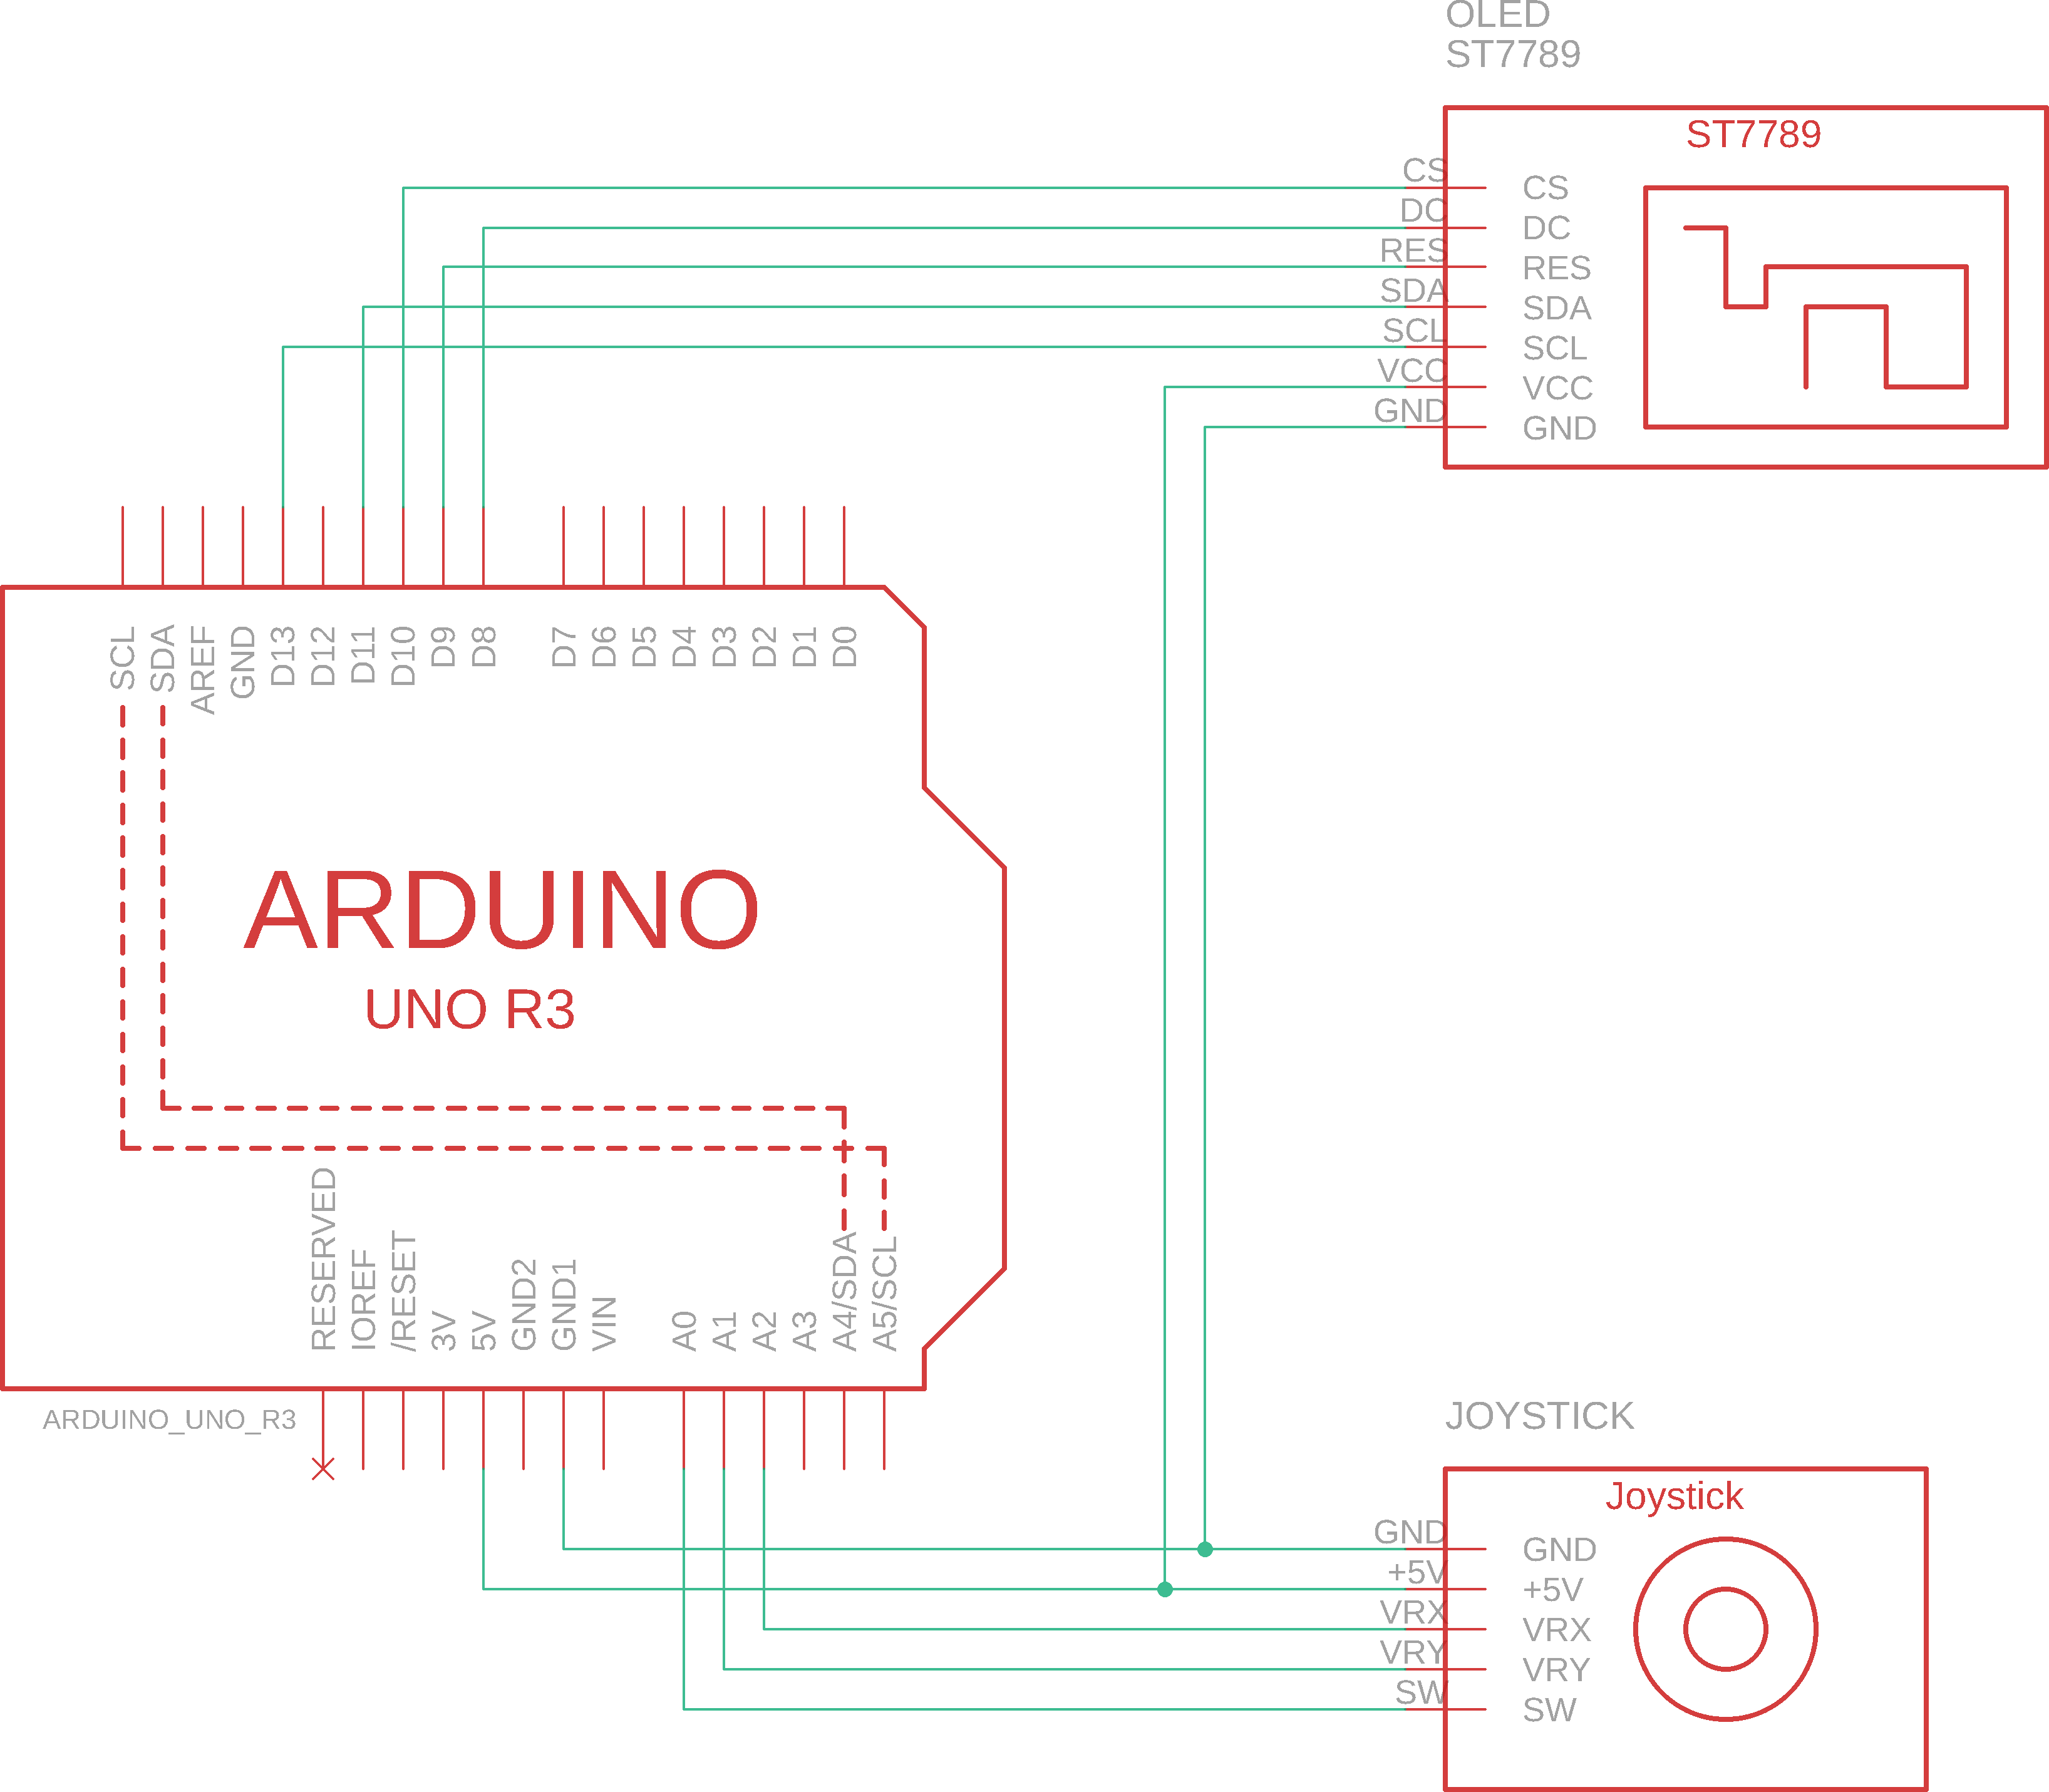 OLED
ST7789
ST7789
CS CS
DC DC
RES RES
SDA SDA
SCL SCL
VCC VCC
GND GND
SCL SDA AREF GND D13 D12 D11 D10 D9 D8 D7 D6 D5 D4 D3 D2 D1 D0
ARDUINO
UNO R3
RESERVED IOREF /RESET 3V 5V GND2 GND1 VIN A0 A1 A2 A3 A4/SDA A5/SCL
ARDUINO_UNO_R3
JOYSTICK
Joystick
GND GND
+5V +5V
VRX VRX
VRY VRY
SW SW